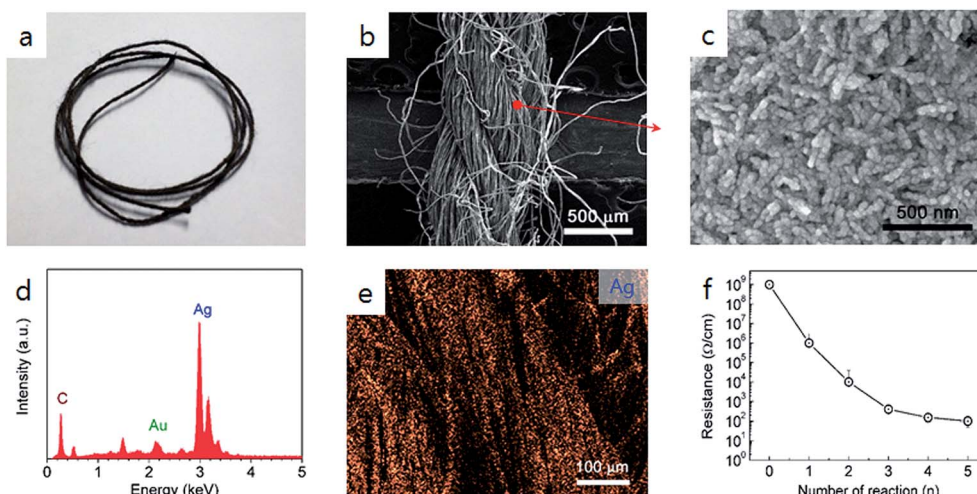 a
b
500 μm
c
500 nm
d
Intensity (a.u.)
C
Au
Ag
0 1 2 3 4 5
Energy (keV)
e
Ag
100 μm
f
Resistance (Ω/cm)
10⁹
10⁸
10⁷
10⁶
10⁵
10⁴
10³
10²
10¹
10⁰
0 1 2 3 4 5
Number of reaction (n)